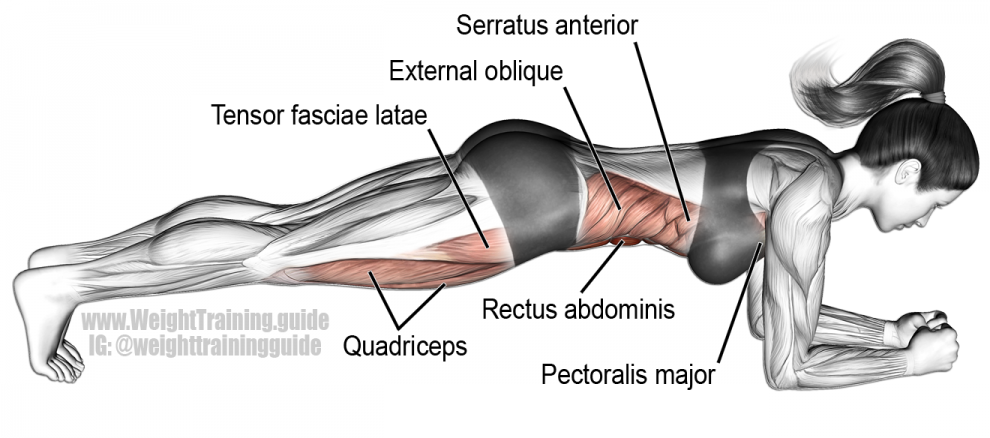 Serratus anterior
External oblique
Tensor fasciae latae
Rectus abdominis
www.WeightTraining.guide
IG: @weighttrainingguide
Quadriceps
Pectoralis major